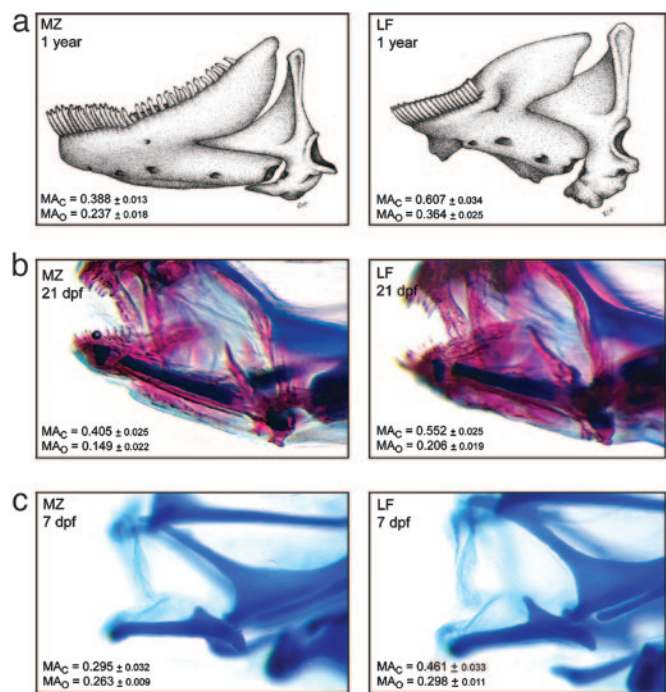 a
MZ
1 year
MAC = 0.388 ± 0.013
MAO = 0.237 ± 0.018
LF
1 year
MAC = 0.607 ± 0.034
MAO = 0.364 ± 0.025
b
MZ
21 dpf
MAC = 0.405 ± 0.025
MAO = 0.149 ± 0.022
LF
21 dpf
MAC = 0.552 ± 0.025
MAO = 0.206 ± 0.019
c
MZ
7 dpf
MAC = 0.295 ± 0.032
MAO = 0.263 ± 0.009
LF
7 dpf
MAC = 0.461 ± 0.033
MAO = 0.298 ± 0.011